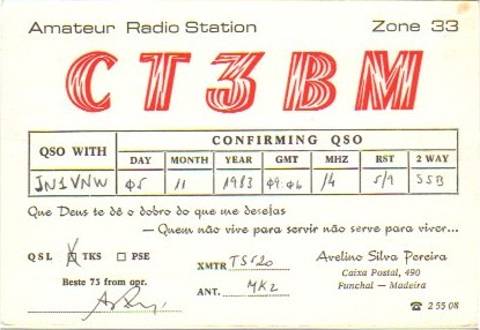 Amateur Radio Station Zone 33
CT3BM
QSO WITH CONFIRMING QSO
DAY MONTH YEAR GMT MHZ RST 2 WAY
JN1VNW Ø5 11 1983 Ø9:Ø6 14 5/9 SSB
Que Deus te dê o dobro do que me desejas
— Quem não vive para servir não serve para viver...
QSL TKS PSE
Beste 73 from opr.
XMTR TS520
ANT. MK2
Avelino Silva Pereira
Caixa Postal, 490
Funchal — Madeira
☎ 2 55 08